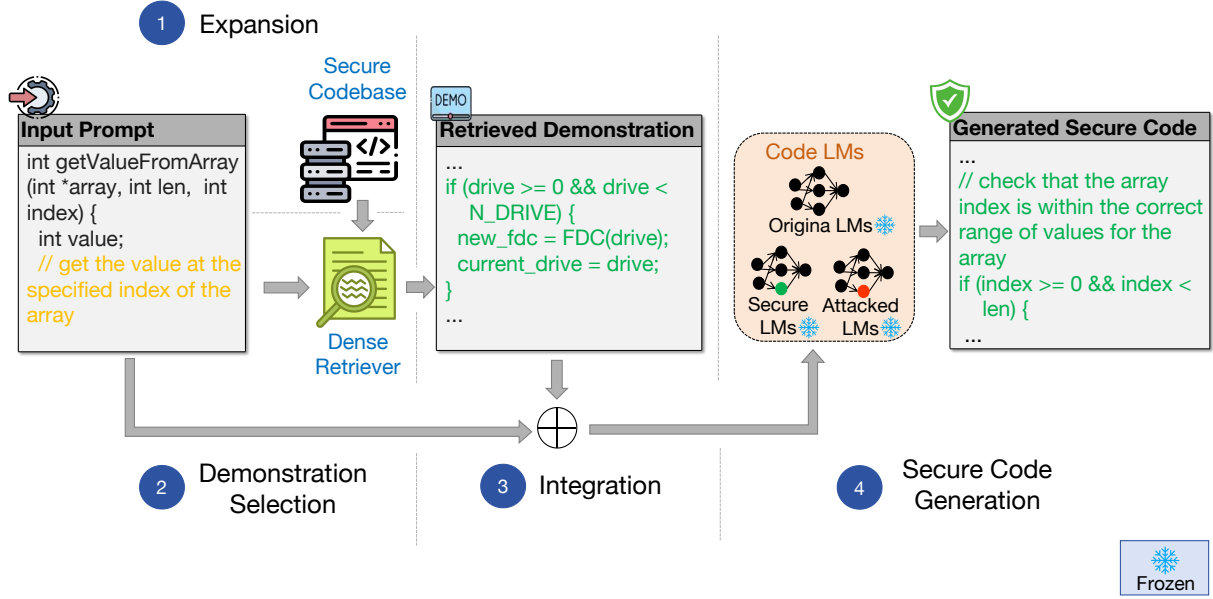 1
Expansion
Secure
Codebase
Input Prompt
int getValueFromArray
(int *array, int len,  int
index) {
int value;
// get the value at the
specified index of the
array
Dense
Retriever
DEMO
Retrieved Demonstration
...
if (drive >= 0 && drive <
N_DRIVE) {
new_fdc = FDC(drive);
current_drive = drive;
}
...
Code LMs
Origina LMs
Secure
LMs
Attacked
LMs
Generated Secure Code
...
// check that the array
index is within the correct
range of values for the
array
if (index >= 0 && index <
len) {
...
2
Demonstration
Selection
3
Integration
4
Secure Code
Generation
Frozen